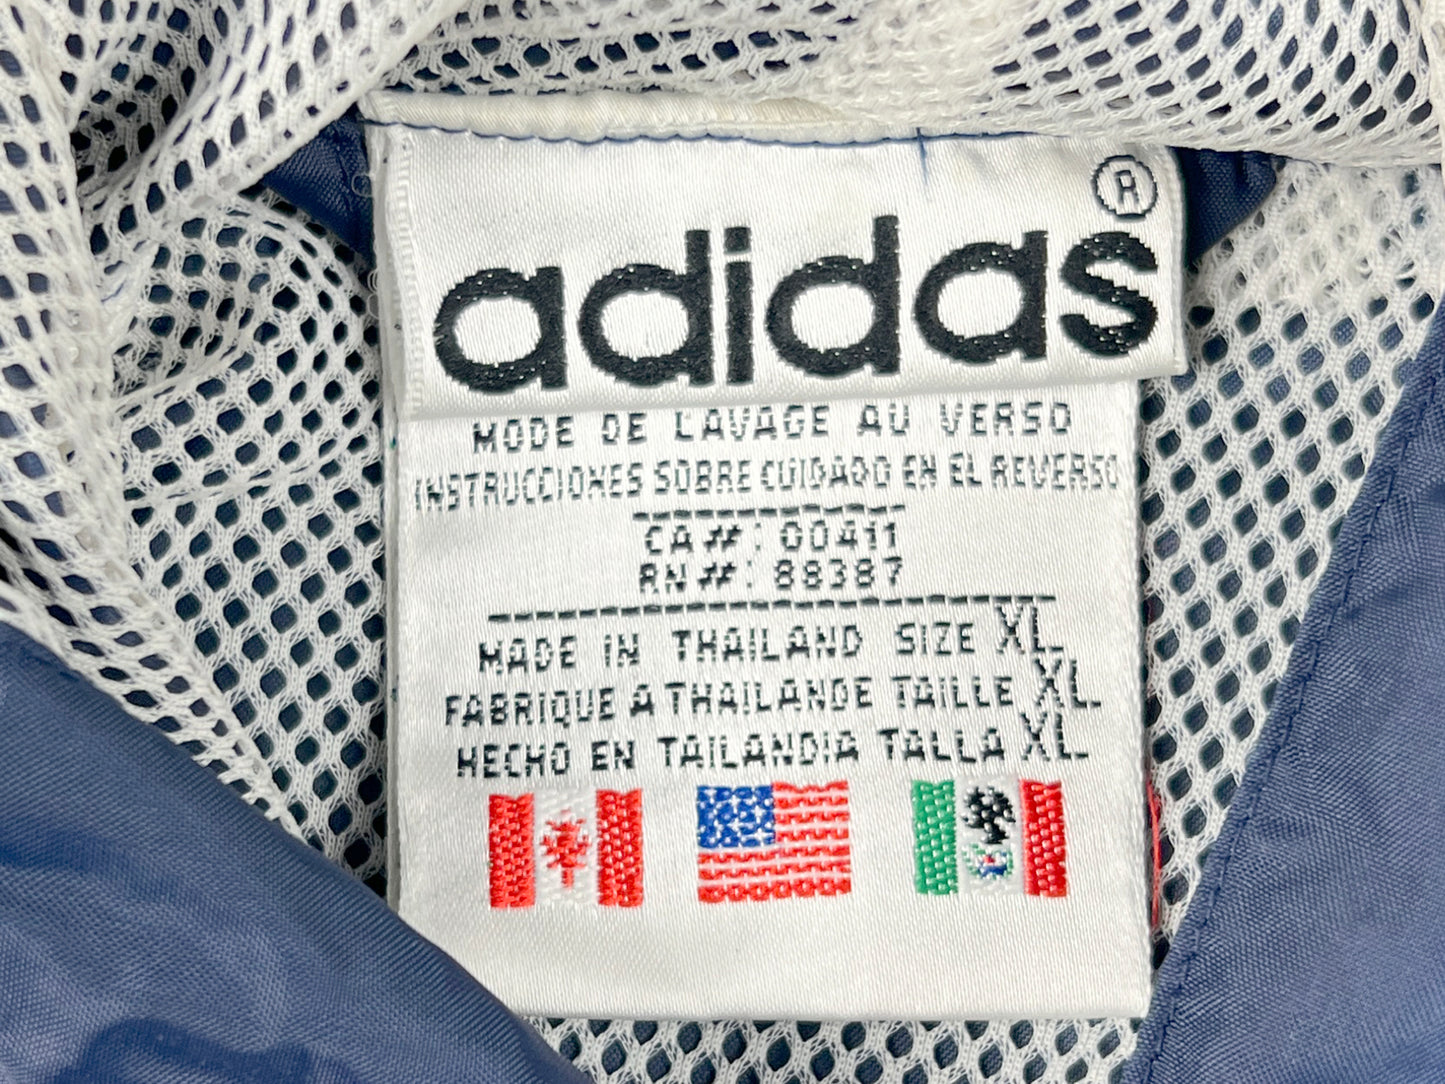 adidas®
MODE DE LAVAGE AU VERSO
INSTRUCCIONES SOBRE CUIDADO EN EL REVERSO
CA#: 00411
RN#: 88387
MADE IN THAILAND SIZE XL
FABRIQUE A THAILANDE TAILLE XL
HECHO EN TAILANDIA TALLA XL